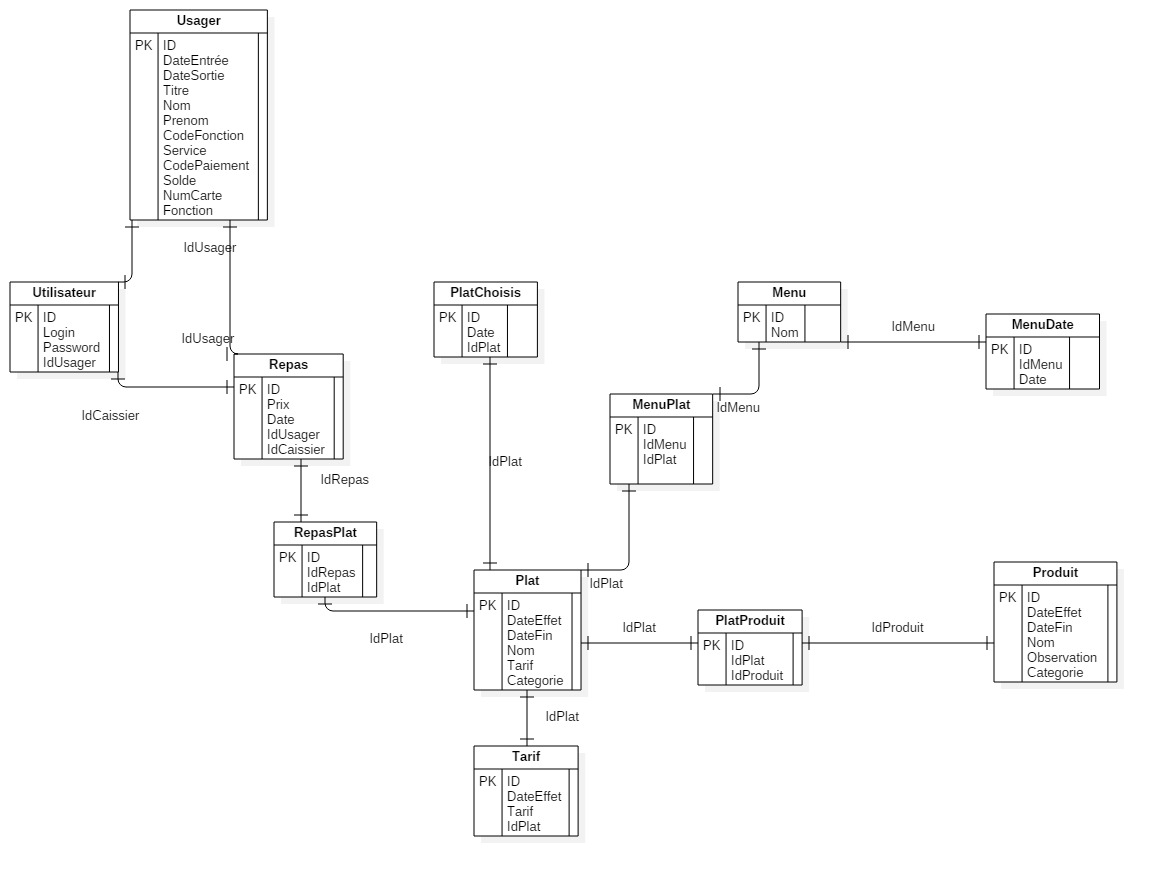 Usager
PK ID
DateEntrée
DateSortie
Titre
Nom
Prenom
CodeFonction
Service
CodePaiement
Solde
NumCarte
Fonction
IdUsager
Utilisateur
PK ID
Login
Password
IdUsager
IdUsager
IdCaissier
Repas
PK ID
Prix
Date
IdUsager
IdCaissier
IdRepas
RepasPlat
PK ID
IdRepas
IdPlat
IdPlat
PlatChoisis
PK ID
Date
IdPlat
IdPlat
Menu
PK ID
Nom
IdMenu
MenuDate
PK ID
IdMenu
Date
MenuPlat
PK ID
IdMenu
IdPlat
IdMenu
IdPlat
Plat
PK ID
DateEffet
DateFin
Nom
Tarif
Categorie
IdPlat
PlatProduit
PK ID
IdPlat
IdProduit
IdProduit
Produit
PK ID
DateEffet
DateFin
Nom
Observation
Categorie
IdPlat
Tarif
PK ID
DateEffet
Tarif
IdPlat